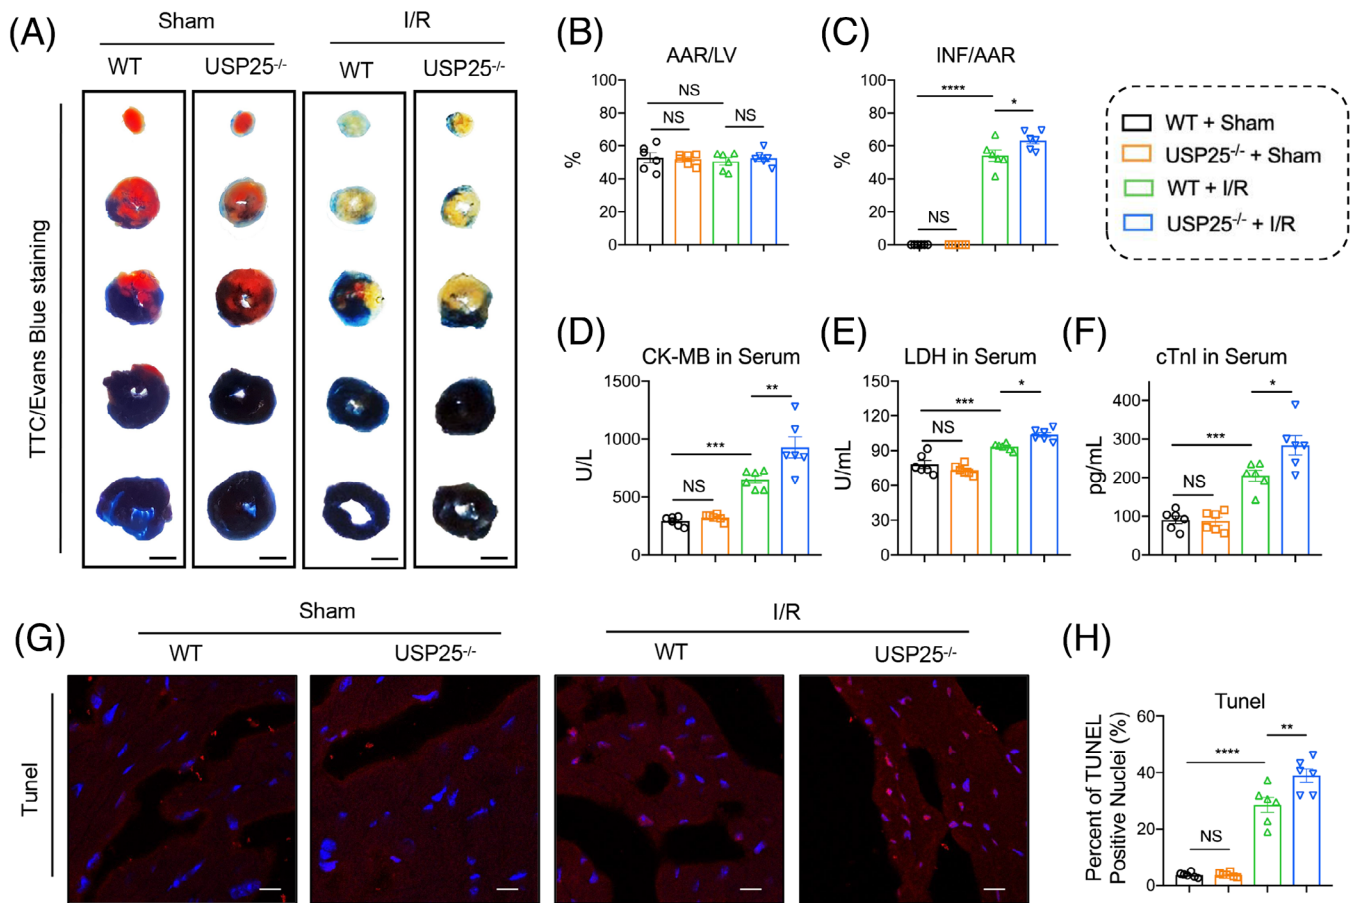 (A)
Sham
I/R
WT
USP25-/-
WT
USP25-/-
TTC/Evans Blue staining
(B)
AAR/LV
%
100
80
60
40
20
0
NS
NS
NS
(C)
INF/AAR
%
100
80
60
40
20
0
NS
****
*
WT + Sham
USP25-/- + Sham
WT + I/R
USP25-/- + I/R
(D)
CK-MB in Serum
U/L
1500
1000
500
0
NS
***
**
(E)
LDH in Serum
U/mL
150
120
90
60
30
0
NS
***
*
(F)
cTnI in Serum
pg/mL
400
300
200
100
0
NS
***
*
(G)
Sham
I/R
WT
USP25-/-
WT
USP25-/-
Tunel
(H)
Tunel
Percent of TUNEL
Positive Nuclei (%)
60
40
20
0
NS
****
**